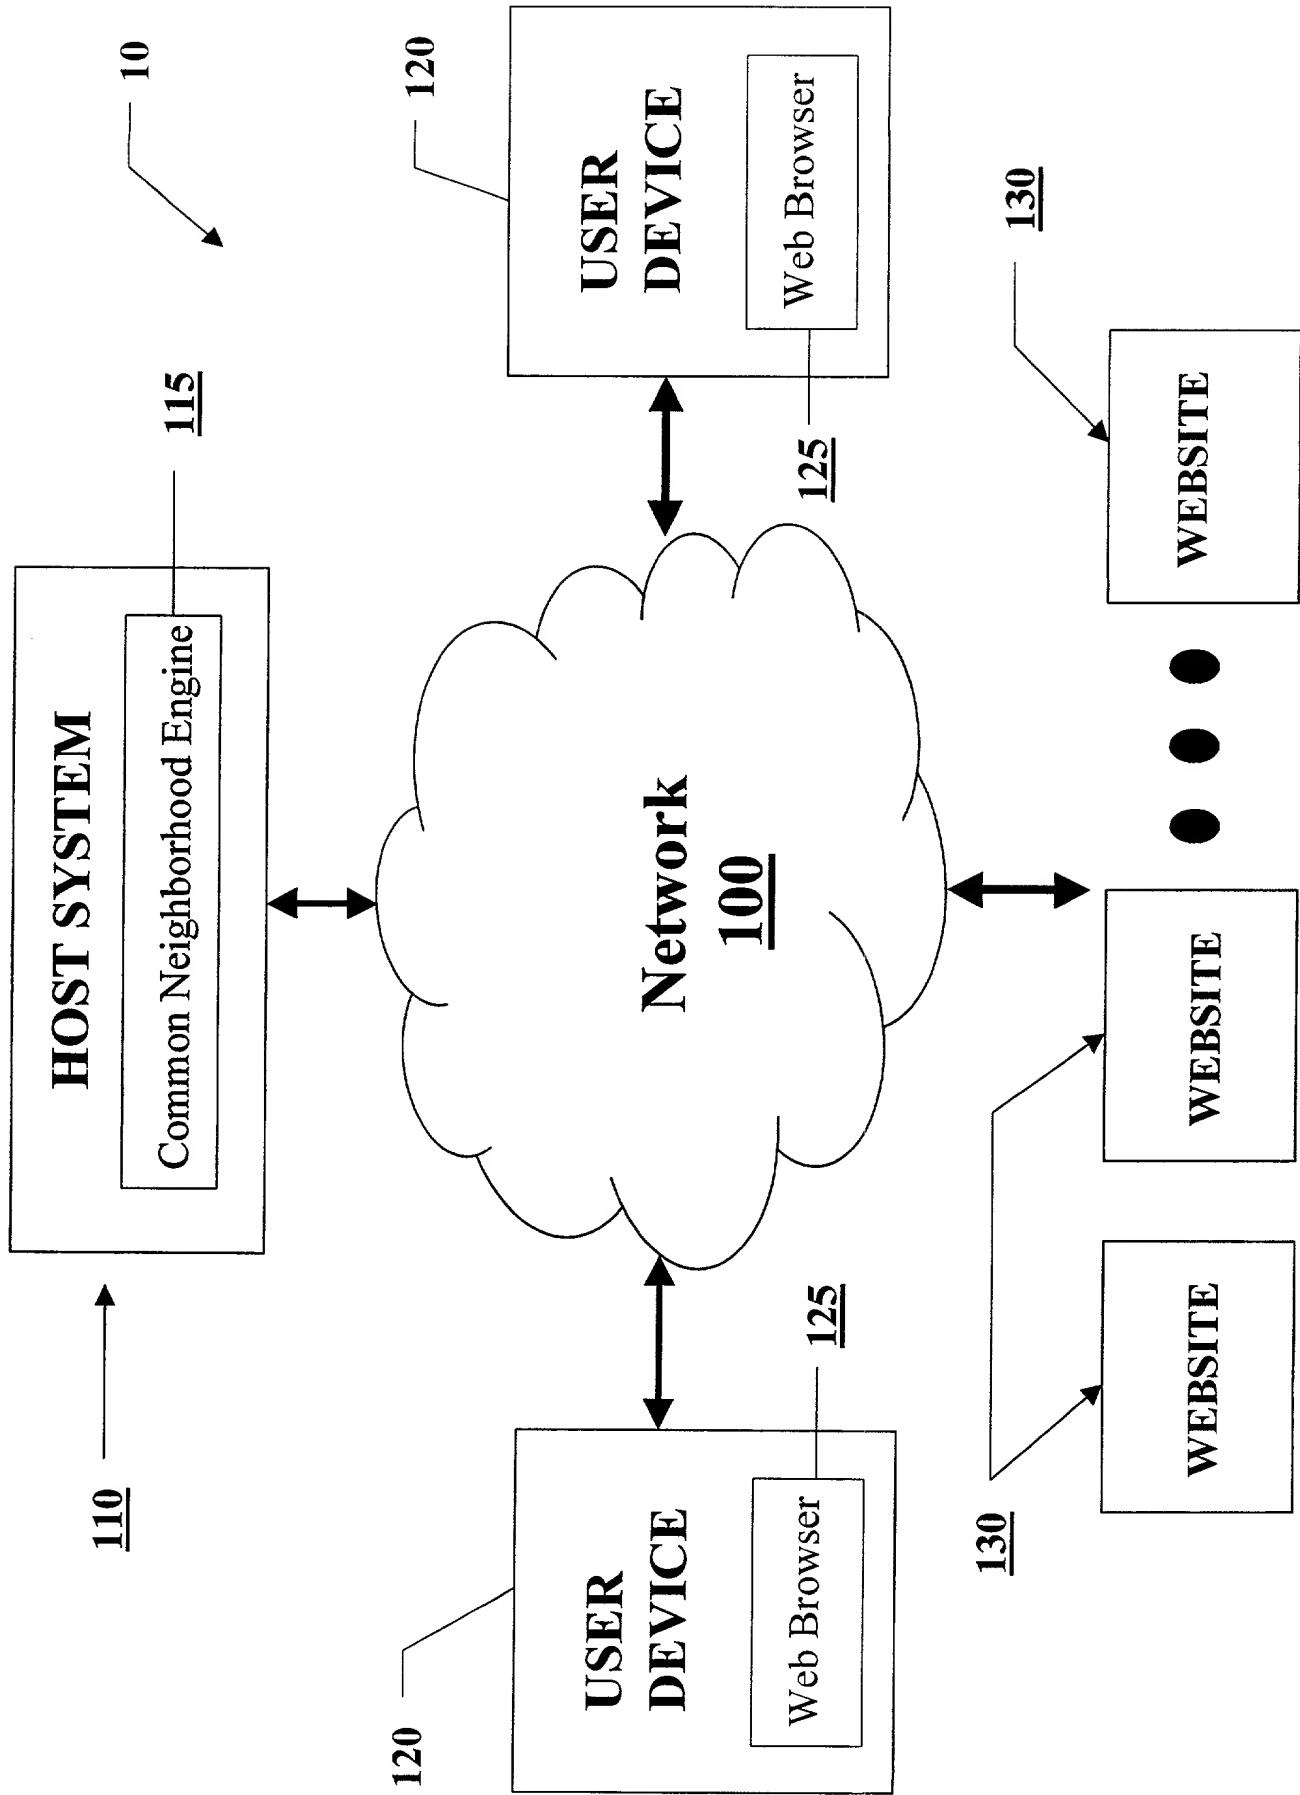 10
110
HOST SYSTEM
Common Neighborhood Engine
115
120
USER
DEVICE
Web Browser
125
Network
100
120
USER
DEVICE
Web Browser
125
130
WEBSITE
WEBSITE
WEBSITE
130